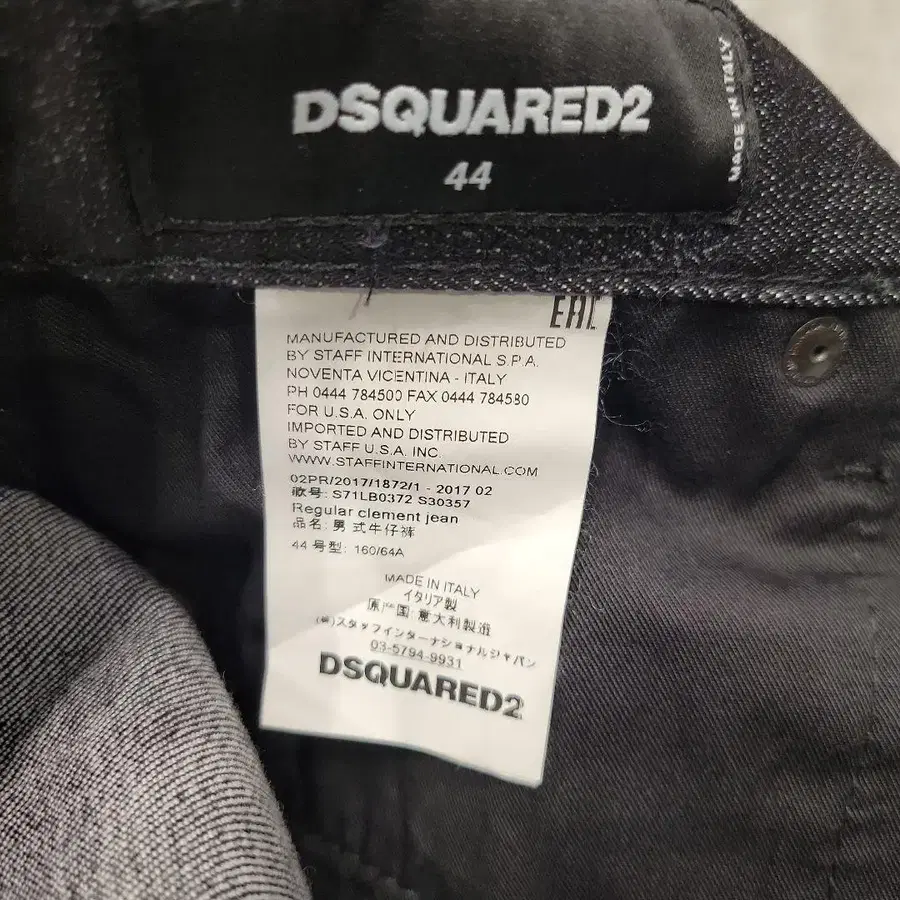 DSQUARED2
44
MADE IN ITALY
EAC
MANUFACTURED AND DISTRIBUTED
BY STAFF INTERNATIONAL S.P.A.
NOVENTA VICENTINA - ITALY
PH 0444 784500 FAX 0444 784580
FOR U.S.A. ONLY
IMPORTED AND DISTRIBUTED
BY STAFF U.S.A. INC.
WWW.STAFFINTERNATIONAL.COM
02PR/2017/1872/1 - 2017 02
款号: S71LB0372 S30357
Regular clement jean
品名: 男式牛仔裤
44 号型: 160/64A
MADE IN ITALY
イタリア製
原产国: 意大利製造
(株)スタッフインターナショナルジャパン
03-5794-9931
DSQUARED2